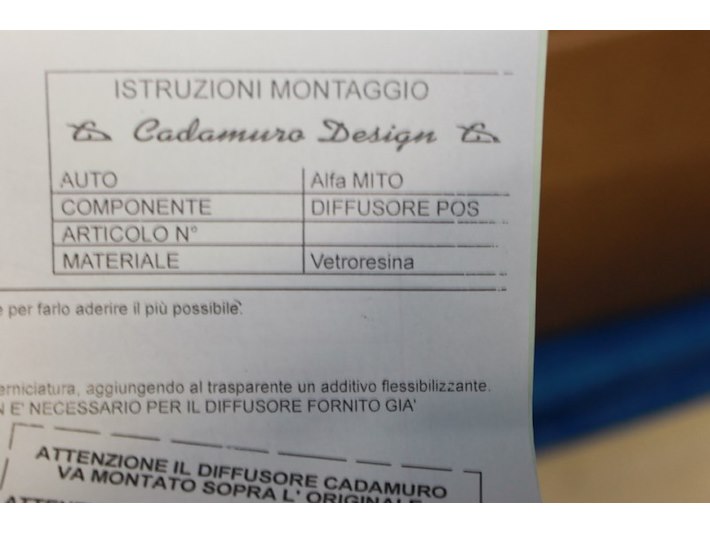 ISTRUZIONI MONTAGGIO
Cadamuro Design
AUTO Alfa MITO
COMPONENTE DIFFUSORE POS
ARTICOLO N°
MATERIALE Vetroresina
e per farlo aderire il più possibile.
erniciatura, aggiungendo al trasparente un additivo flessibilizzante.
N E' NECESSARIO PER IL DIFFUSORE FORNITO GIA'
ATTENZIONE IL DIFFUSORE CADAMURO
VA MONTATO SOPRA L' ORIGINALE